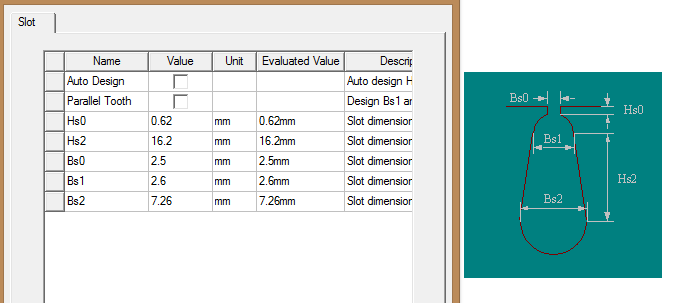 Slot
Name Value Unit Evaluated Value Descrip
Auto Design Auto design H
Parallel Tooth Design Bs1 ar
Hs0 0.62 mm 0.62mm Slot dimension
Hs2 16.2 mm 16.2mm Slot dimension
Bs0 2.5 mm 2.5mm Slot dimension
Bs1 2.6 mm 2.6mm Slot dimension
Bs2 7.26 mm 7.26mm Slot dimension
Bs0
Hs0
Bs1
Hs2
Bs2